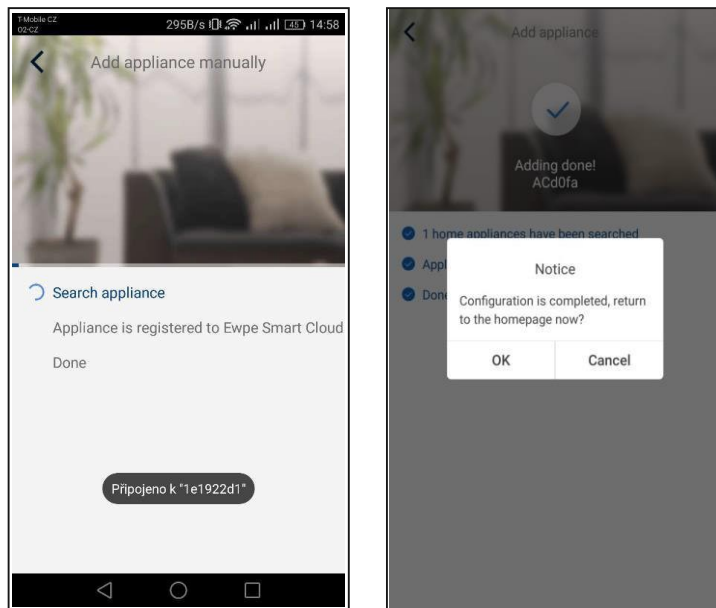 T-Mobile CZ
O2-CZ
295B/s 45 14:58
Add appliance manually
Search appliance
Appliance is registered to Ewpe Smart Cloud
Done
Připojeno k "1e1922d1"
Add appliance
Adding done!
ACd0fa
1 home appliances have been searched
Appl
Done
Notice
Configuration is completed, return
to the homepage now?
OK Cancel